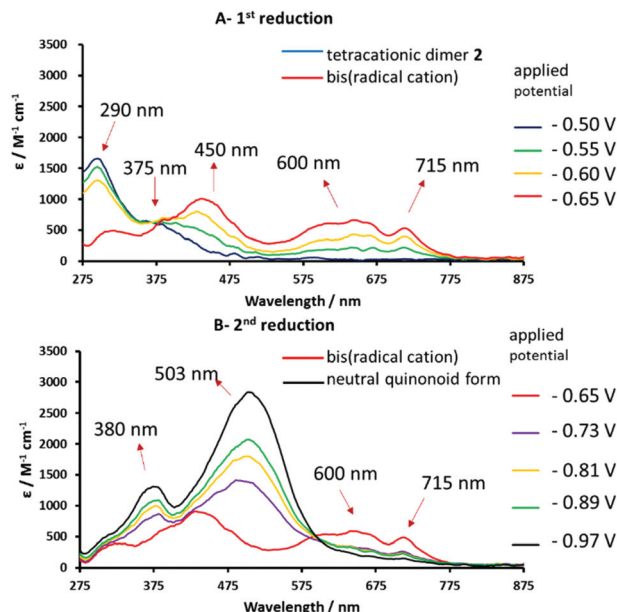 A- 1st reduction
tetracationic dimer 2
bis(radical cation)
applied
potential
- 0.50 V
- 0.55 V
- 0.60 V
- 0.65 V
290 nm
375 nm
450 nm
600 nm
715 nm
ε / M-1 cm-1
3500
3000
2500
2000
1500
1000
500
0
275 375 475 575 675 775 875
Wavelength / nm
B- 2nd reduction
bis(radical cation)
neutral quinonoid form
applied
potential
- 0.65 V
- 0.73 V
- 0.81 V
- 0.89 V
- 0.97 V
503 nm
380 nm
600 nm
715 nm
ε / M-1 cm-1
3500
3000
2500
2000
1500
1000
500
0
275 375 475 575 675 775 875
Wavelength / nm